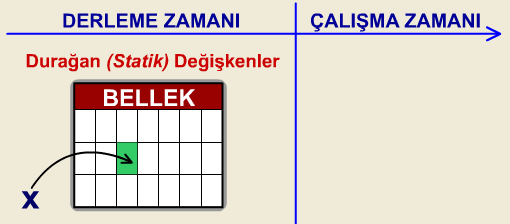 DERLEME ZAMANI
ÇALIŞMA ZAMANI
Durağan (Statik) Değişkenler
BELLEK
X